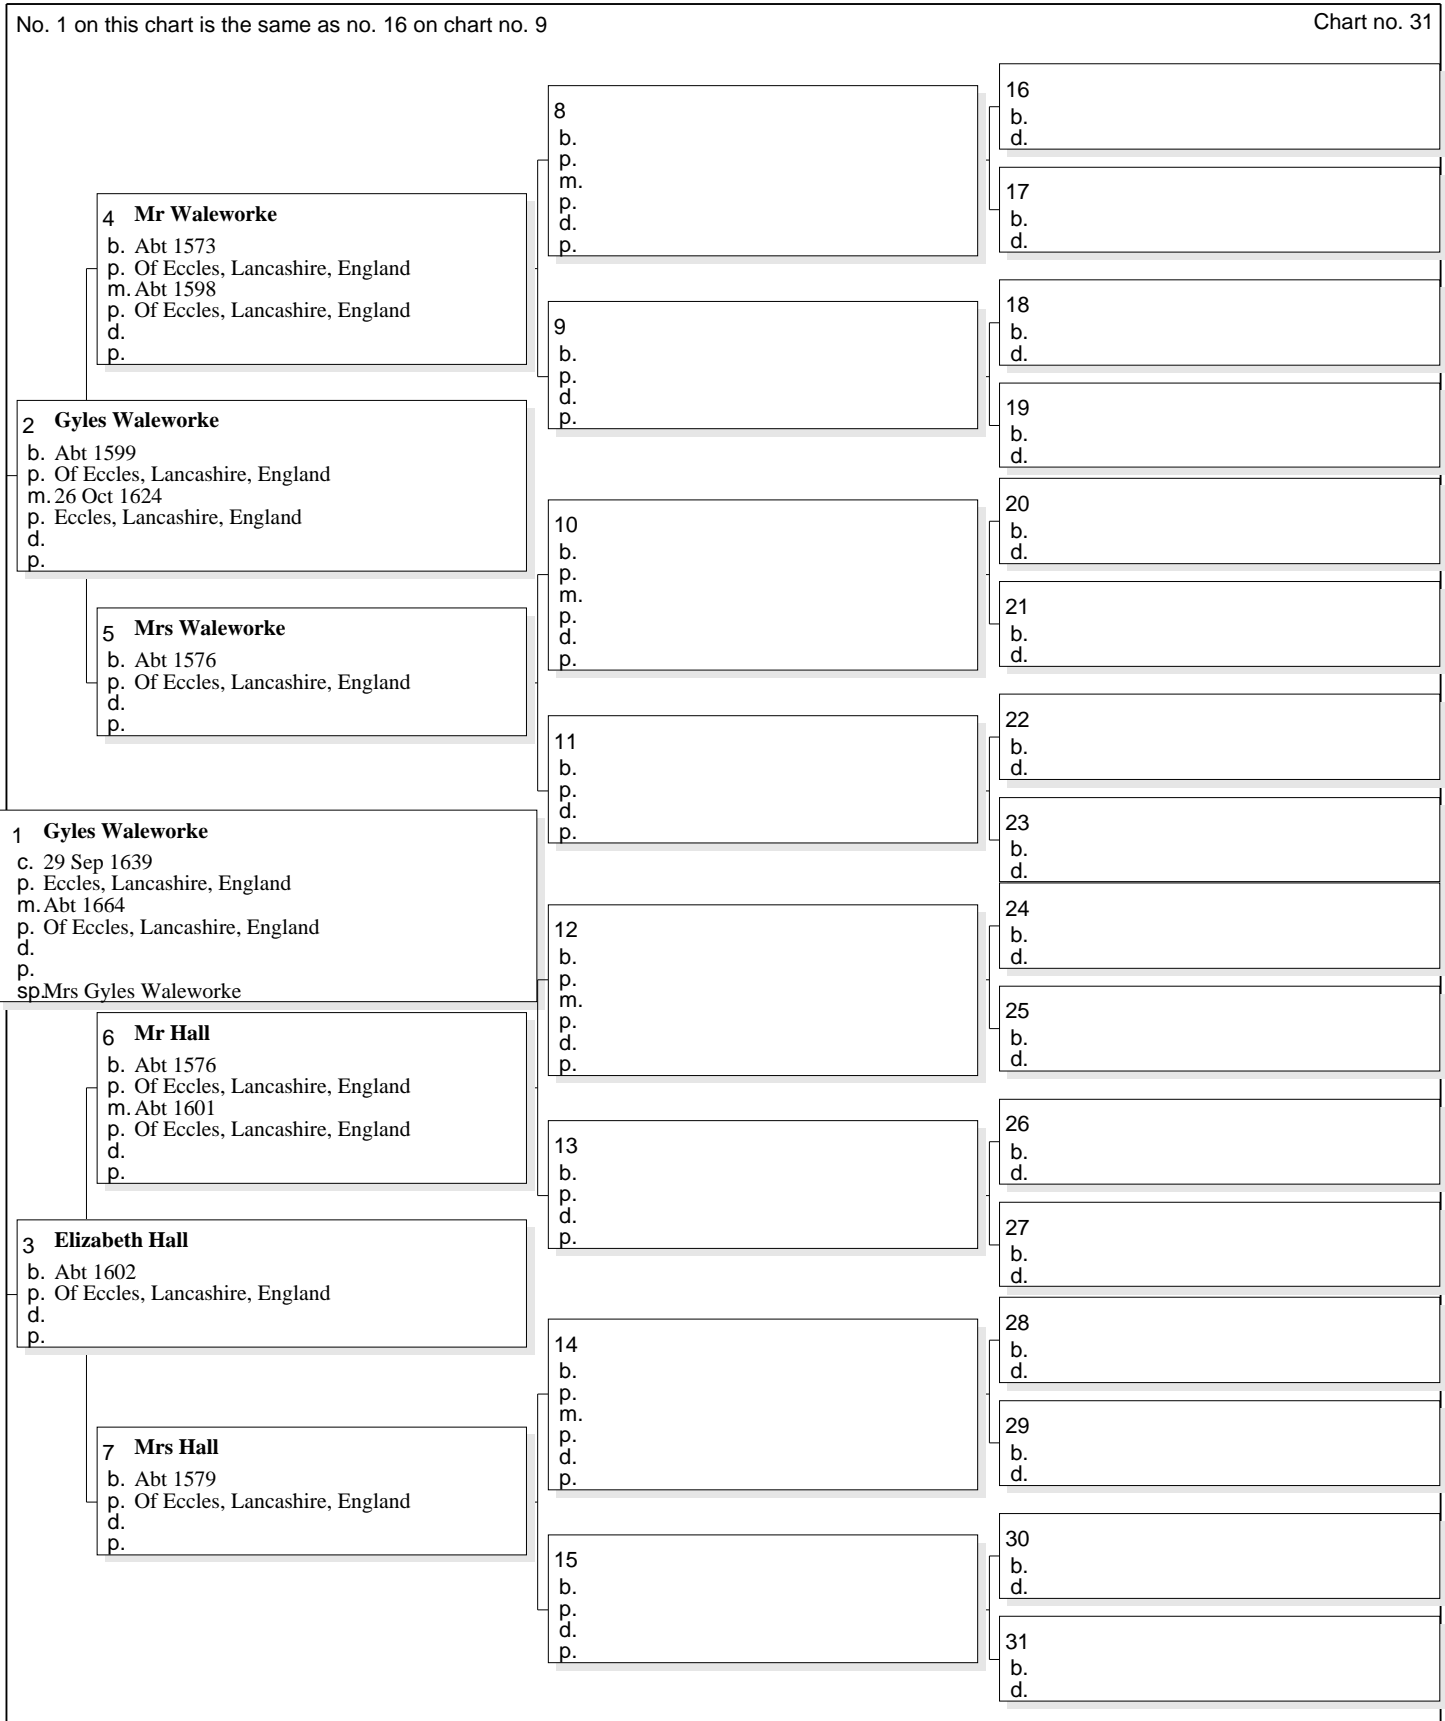 No. 1 on this chart is the same as no. 16 on chart no. 9
Chart no. 31
4 Mr Waleworke
b. Abt 1573
p. Of Eccles, Lancashire, England
m. Abt 1598
p. Of Eccles, Lancashire, England
d.
p.
2 Gyles Waleworke
b. Abt 1599
p. Of Eccles, Lancashire, England
m. 26 Oct 1624
p. Eccles, Lancashire, England
d.
p.
5 Mrs Waleworke
b. Abt 1576
p. Of Eccles, Lancashire, England
d.
p.
1 Gyles Waleworke
c. 29 Sep 1639
p. Eccles, Lancashire, England
m. Abt 1664
p. Of Eccles, Lancashire, England
d.
p.
sp. Mrs Gyles Waleworke
6 Mr Hall
b. Abt 1576
p. Of Eccles, Lancashire, England
m. Abt 1601
p. Of Eccles, Lancashire, England
d.
p.
3 Elizabeth Hall
b. Abt 1602
p. Of Eccles, Lancashire, England
d.
p.
7 Mrs Hall
b. Abt 1579
p. Of Eccles, Lancashire, England
d.
p.
8
b.
p.
m.
p.
d.
p.
9
b.
p.
d.
p.
10
b.
p.
m.
p.
d.
p.
11
b.
p.
d.
p.
12
b.
p.
m.
p.
d.
p.
13
b.
p.
d.
p.
14
b.
p.
m.
p.
d.
p.
15
b.
p.
d.
p.
16
b.
d.
17
b.
d.
18
b.
d.
19
b.
d.
20
b.
d.
21
b.
d.
22
b.
d.
23
b.
d.
24
b.
d.
25
b.
d.
26
b.
d.
27
b.
d.
28
b.
d.
29
b.
d.
30
b.
d.
31
b.
d.